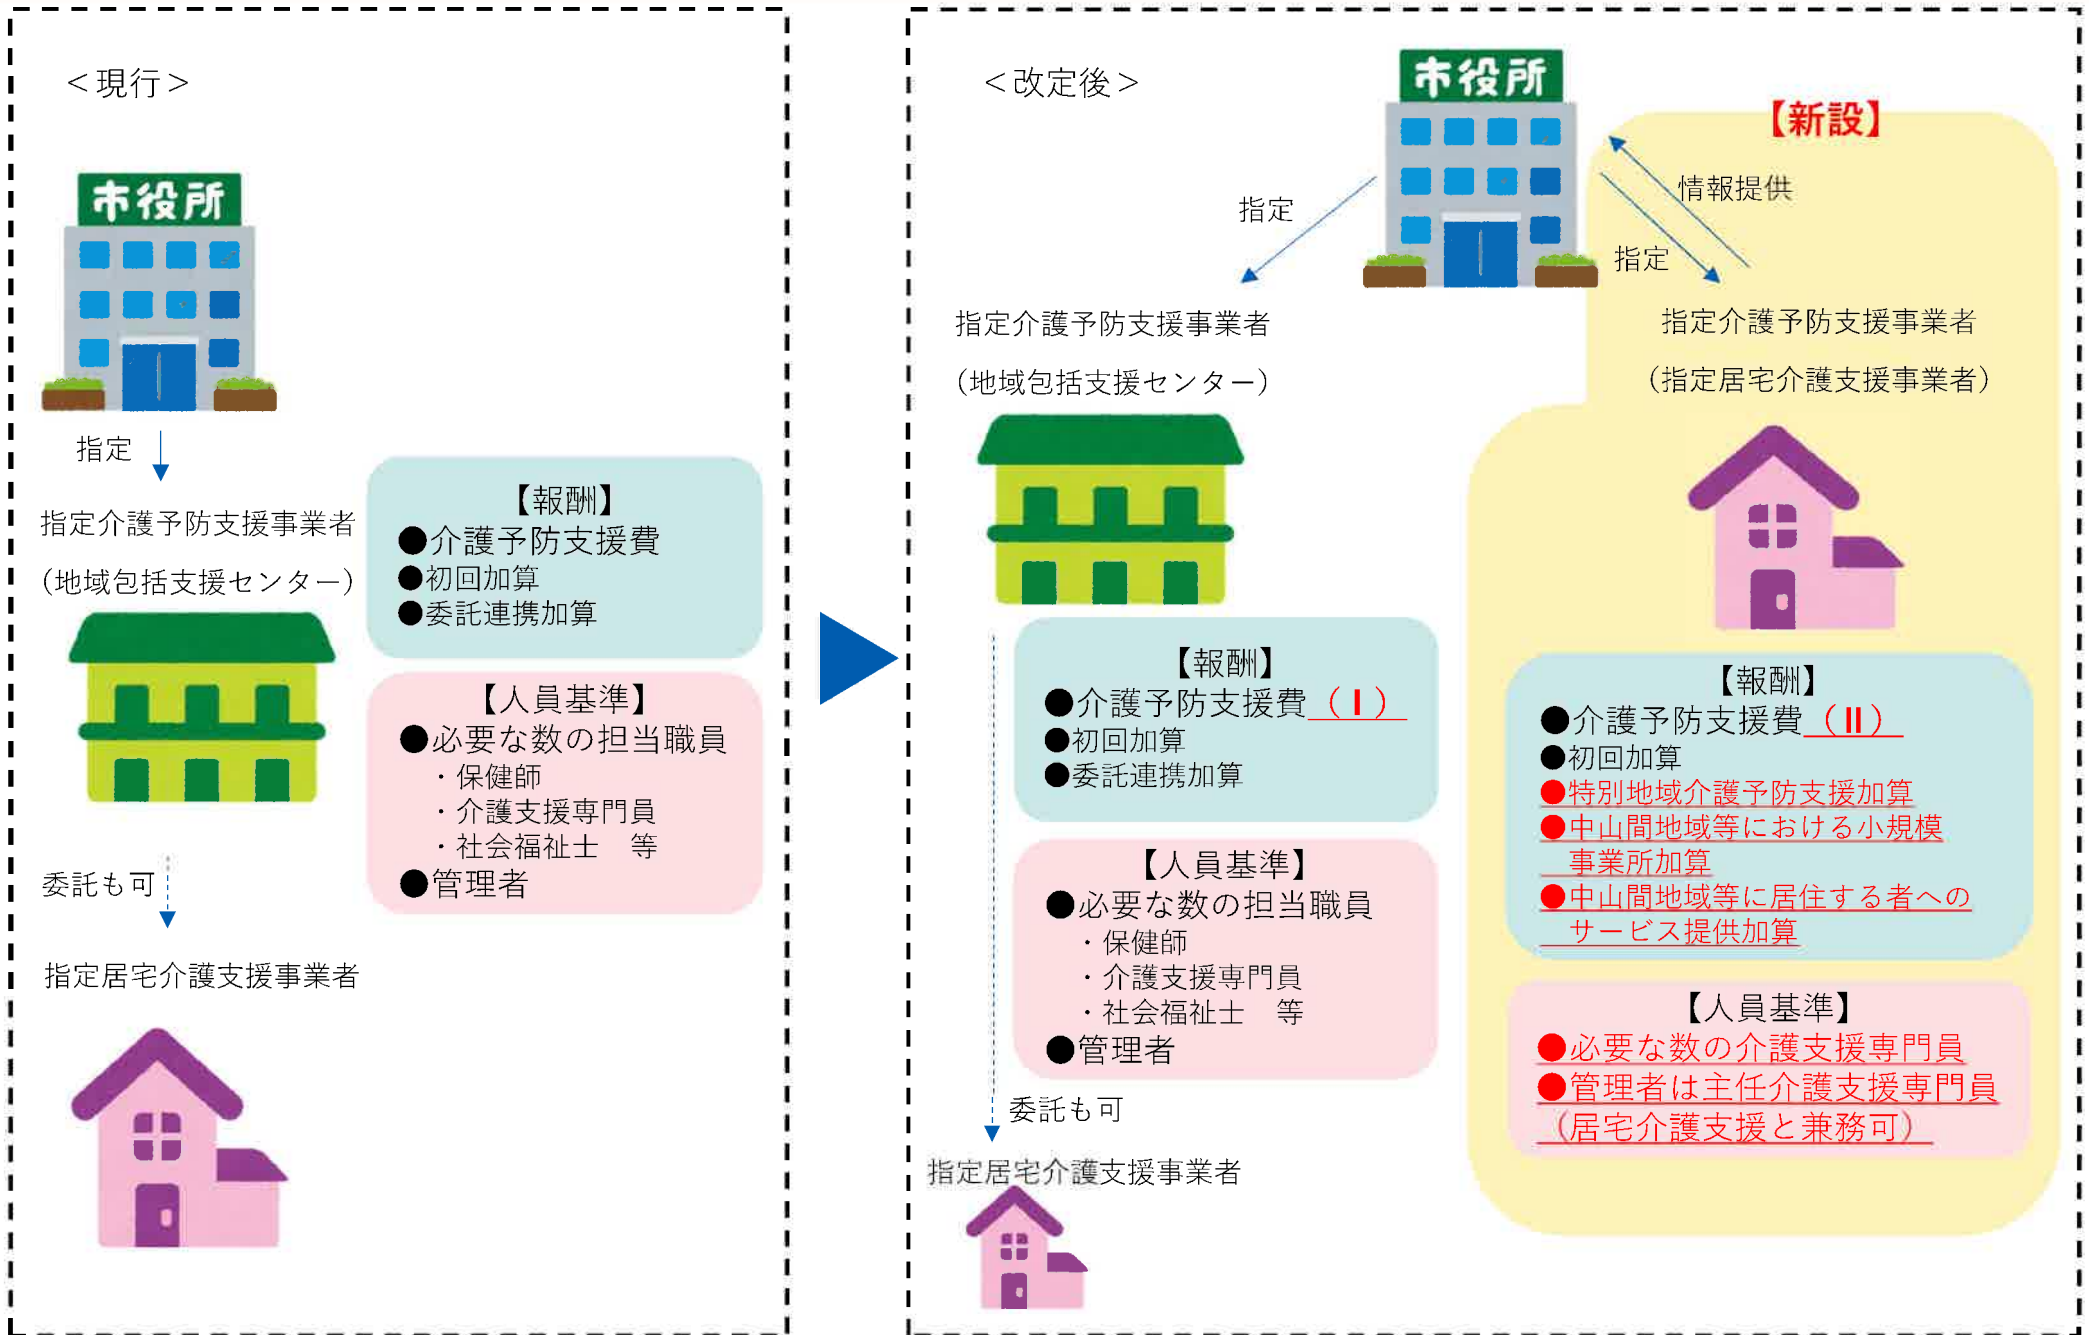 ＜現行＞
市役所
指定
指定介護予防支援事業者
（地域包括支援センター）
【報酬】
●介護予防支援費
●初回加算
●委託連携加算
【人員基準】
●必要な数の担当職員
・保健師
・介護支援専門員
・社会福祉士　等
●管理者
委託も可
指定居宅介護支援事業者
＜改定後＞
市役所
【新設】
情報提供
指定
指定
指定介護予防支援事業者
（地域包括支援センター）
【報酬】
●介護予防支援費（Ⅰ）
●初回加算
●委託連携加算
【人員基準】
●必要な数の担当職員
・保健師
・介護支援専門員
・社会福祉士　等
●管理者
委託も可
指定居宅介護支援事業者
指定介護予防支援事業者
（指定居宅介護支援事業者）
【報酬】
●介護予防支援費（Ⅱ）
●初回加算
●特別地域介護予防支援加算
●中山間地域等における小規模
事業所加算
●中山間地域等に居住する者への
サービス提供加算
【人員基準】
●必要な数の介護支援専門員
●管理者は主任介護支援専門員
（居宅介護支援と兼務可）